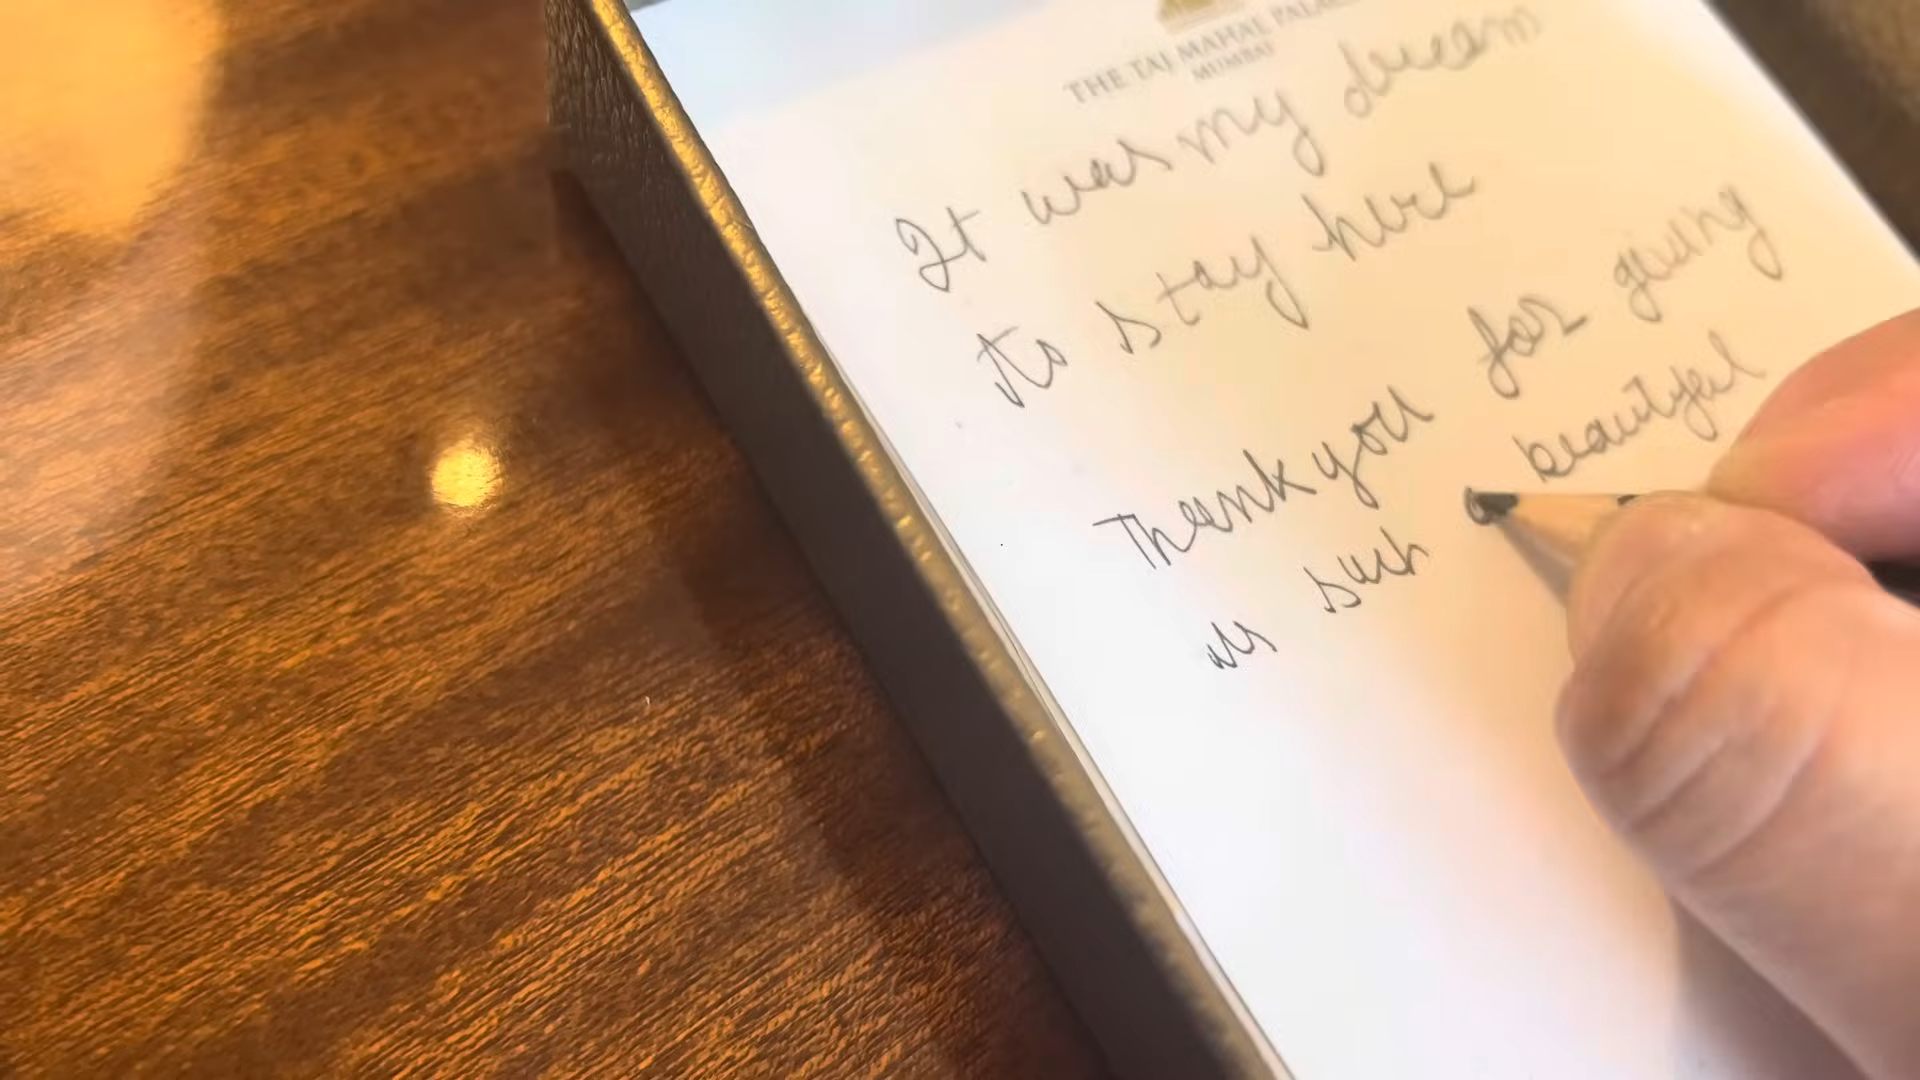 THE TAJ MAHAL PALACE
MUMBAI
It was my dream
to stay here
Thank you for giving
us such a beautiful